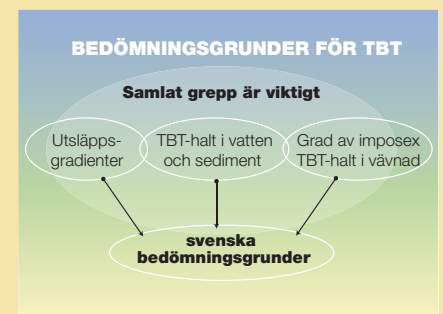 BEDÖMNINGSGRUNDER FÖR TBT
Samlat grepp är viktigt
Utsläpps-
gradienter
TBT-halt i vatten
och sediment
Grad av imposex
TBT-halt i vävnad
svenska
bedömningsgrunder